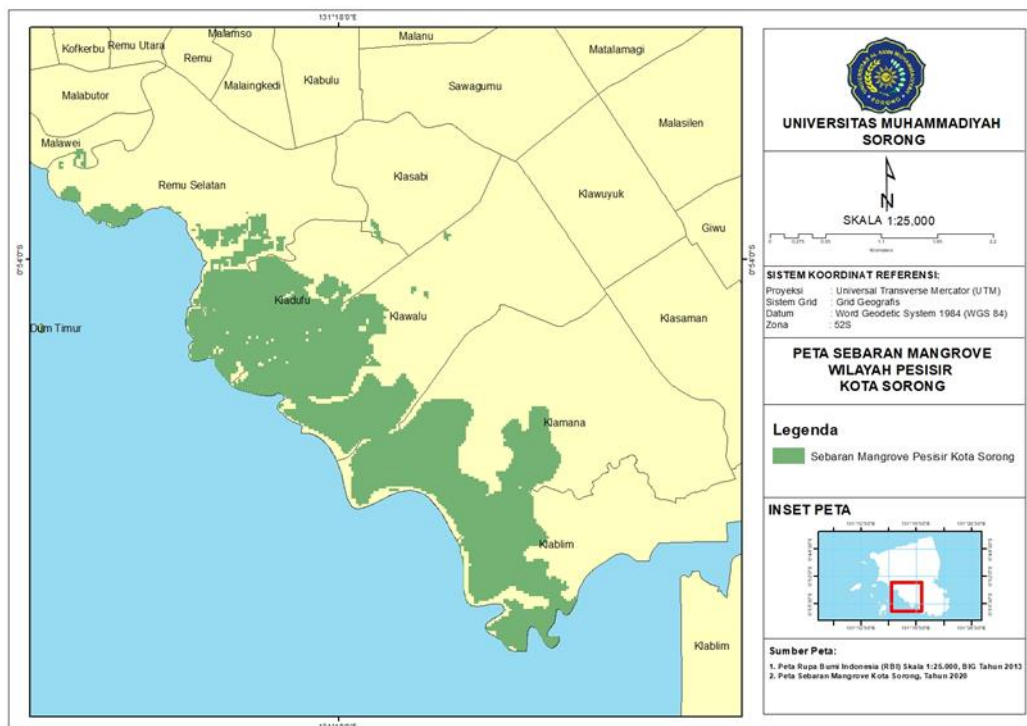 131°18'0"E
Kofkerbu
Remu Utara
Malamso
Remu
Malanu
Matalamagi
Klabulu
Malaingkedi
Sawagumu
Malabutor
Malasilen
Malawei
Klasabi
Remu Selatan
Klawuyuk
Giwu
0°54'0"S
0°54'0"S
Kladufu
Klawalu
Klasaman
Dum Timur
Klamana
Klablim
Klablim
UNIVERSITAS MUHAMMADIYAH
SORONG
N
SKALA 1:25,000
SISTEM KOORDINAT REFERENSI:
Proyeksi : Universal Transverse Mercator (UTM)
Sistem Grid : Grid Geografis
Datum : Word Geodetic System 1984 (WGS 84)
Zona : 52S
PETA SEBARAN MANGROVE
WILAYAH PESISIR
KOTA SORONG
Legenda
Sebaran Mangrove Pesisir Kota Sorong
INSET PETA
Sumber Peta:
1. Peta Rupa Bumi Indonesia (RBI) Skala 1:25.000, BIG Tahun 2013
2. Peta Sebaran Mangrove Kota Sorong, Tahun 2020